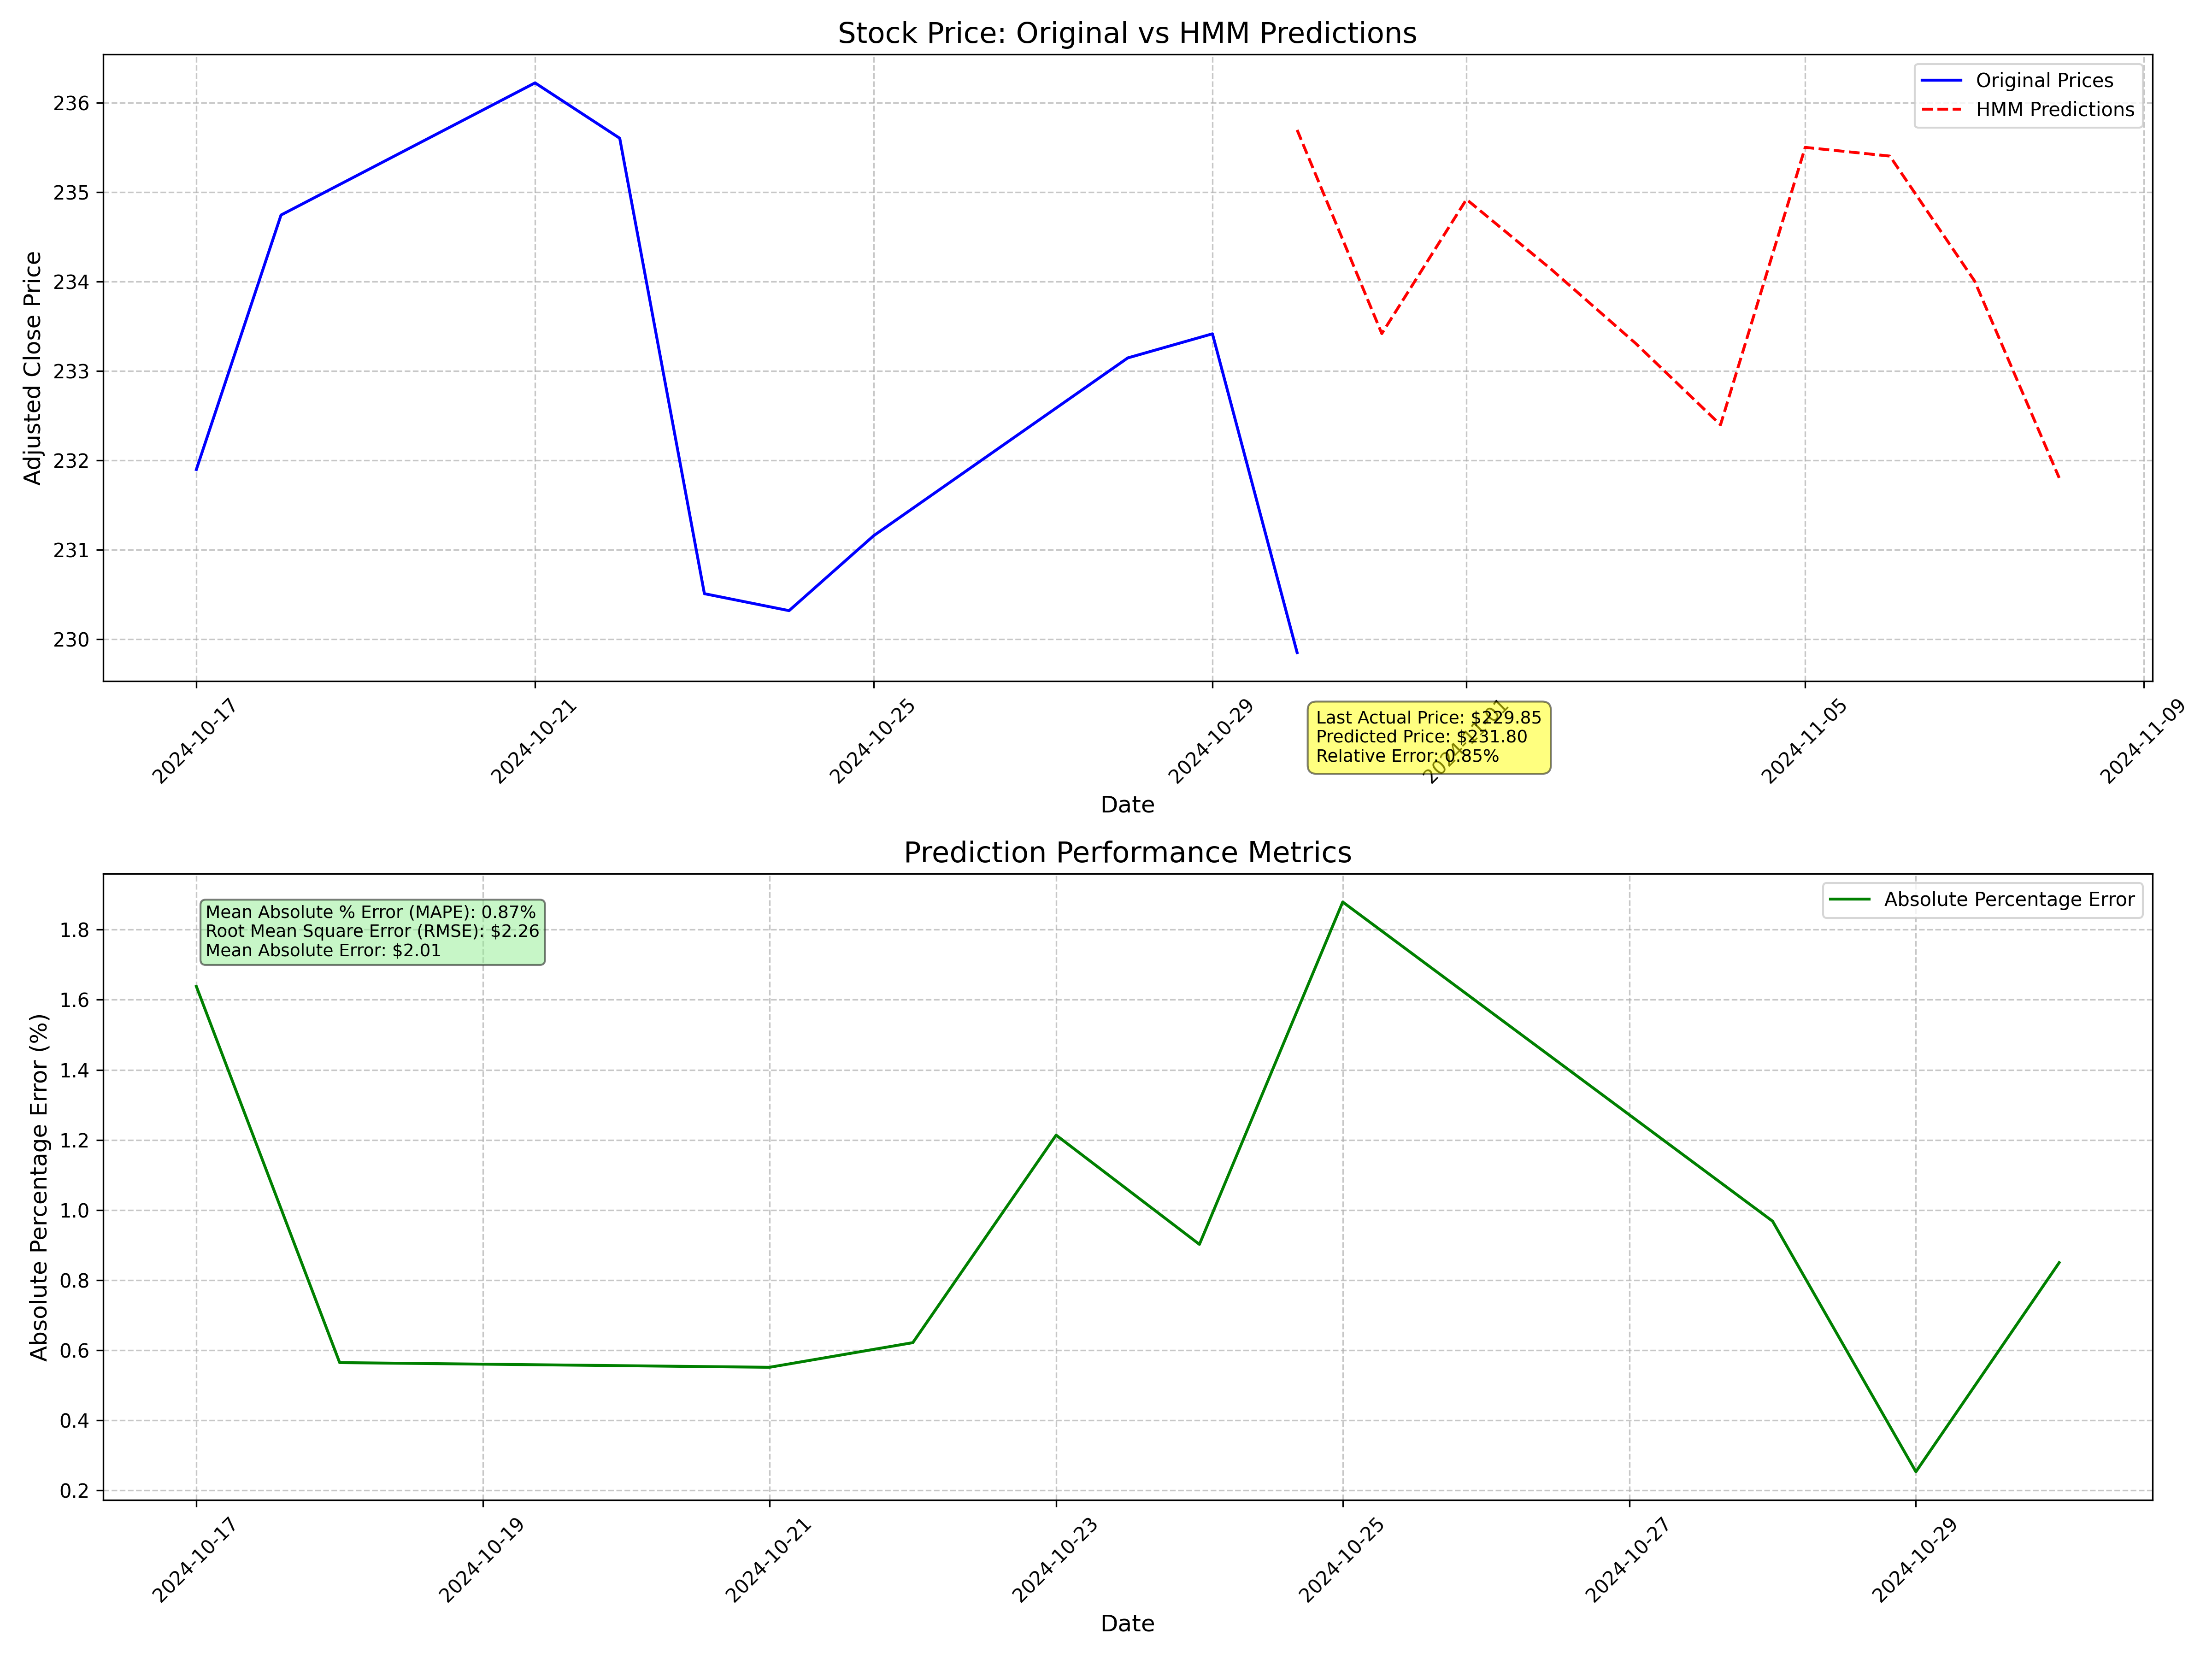 Stock Price: Original vs HMM Predictions
Original Prices
HMM Predictions
Adjusted Close Price
236
235
234
233
232
231
230
2024-10-17
2024-10-21
2024-10-25
2024-10-29
2024-11-01
2024-11-05
2024-11-09
Last Actual Price: $229.85
Predicted Price: $231.80
Relative Error: 0.85%
Date
Prediction Performance Metrics
Absolute Percentage Error
Mean Absolute % Error (MAPE): 0.87%
Root Mean Square Error (RMSE): $2.26
Mean Absolute Error: $2.01
Absolute Percentage Error (%)
1.8
1.6
1.4
1.2
1.0
0.8
0.6
0.4
0.2
2024-10-17
2024-10-19
2024-10-21
2024-10-23
2024-10-25
2024-10-27
2024-10-29
Date